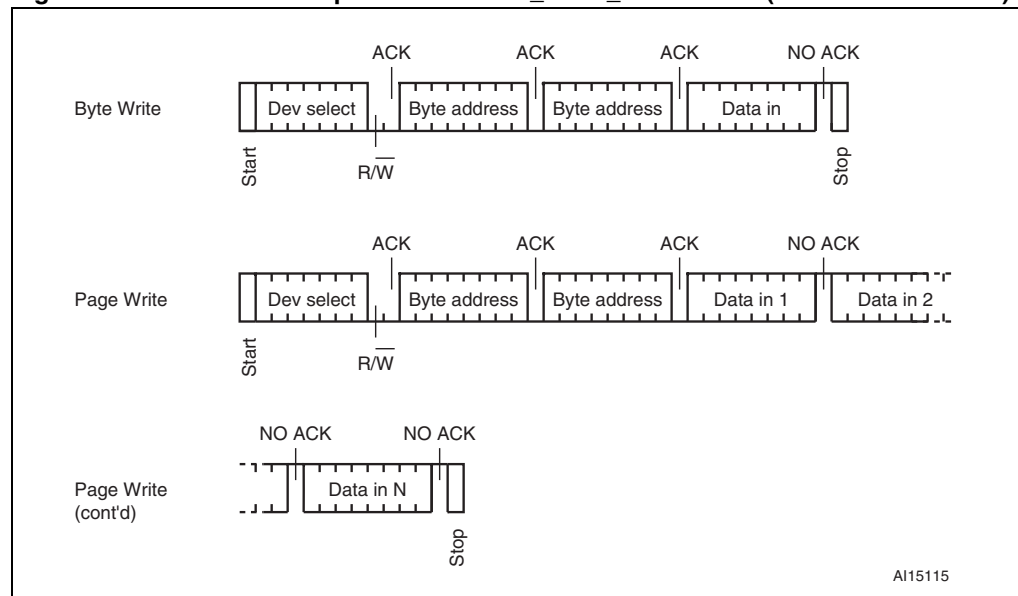 ACK ACK ACK NO ACK
Byte Write Dev select Byte address Byte address Data in
Start R/W Stop
ACK ACK ACK NO ACK
Page Write Dev select Byte address Byte address Data in 1 Data in 2
Start R/W
NO ACK NO ACK
Page Write Data in N
(cont'd)
Stop
AI15115